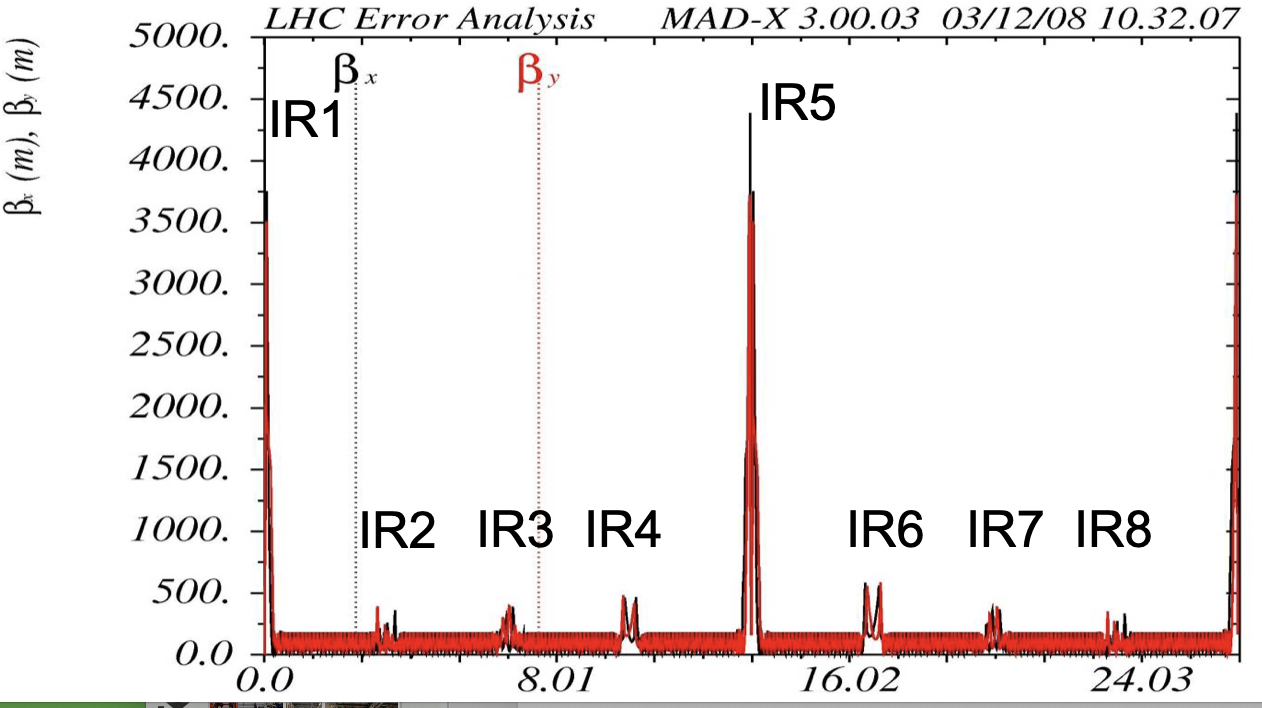 LHC Error Analysis MAD-X 3.00.03 03/12/08 10.32.07
βx (m), βy (m)
5000.
βx βy
4500.
IR1 IR5
4000.
3500.
3000.
2500.
2000.
1500.
1000.
IR2 IR3 IR4 IR6 IR7 IR8
500.
0.0
0.0 8.01 16.02 24.03